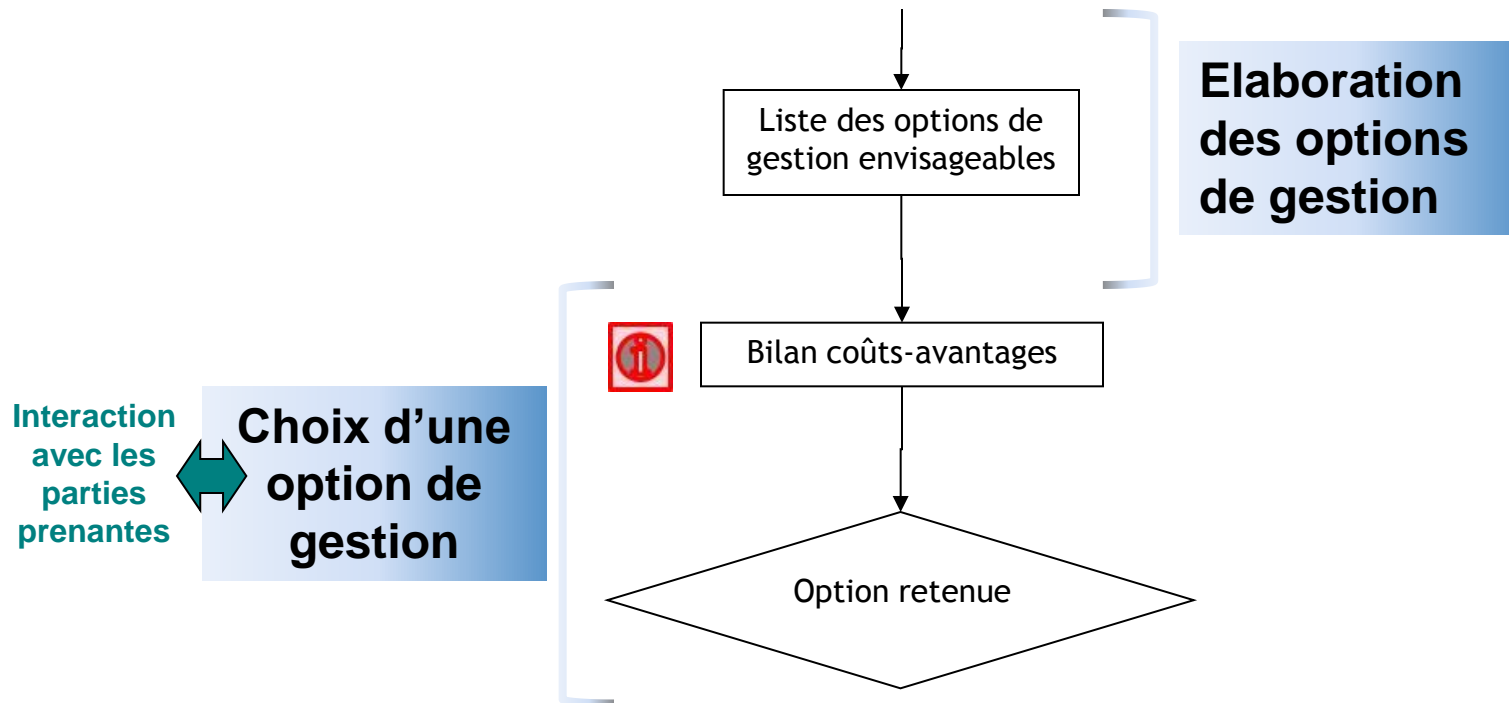 Liste des options de
gestion envisageables
Elaboration
des options
de gestion
Bilan coûts-avantages
Interaction
avec les
parties
prenantes
Choix d’une
option de
gestion
Option retenue